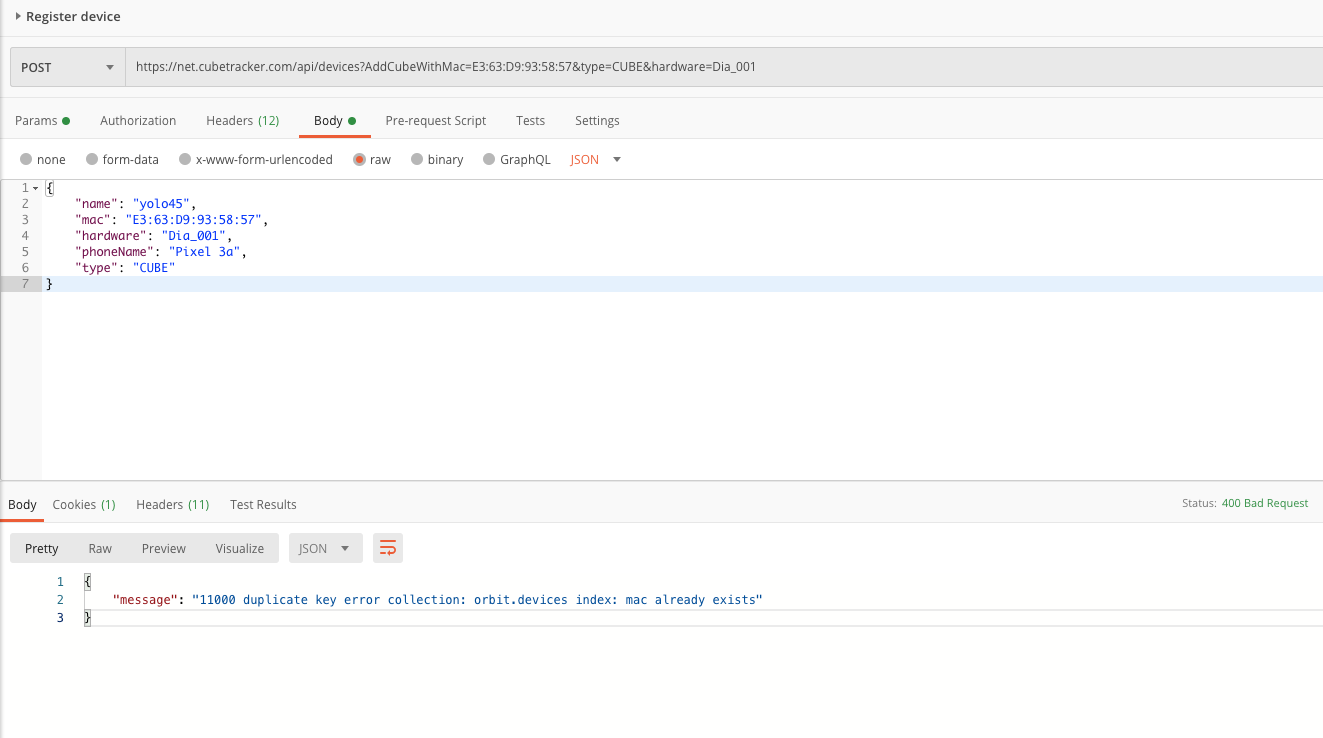 Register device
POST https://net.cubetracker.com/api/devices?AddCubeWithMac=E3:63:D9:93:58:57&type=CUBE&hardware=Dia_001
Params Authorization Headers (12) Body Pre-request Script Tests Settings
none form-data x-www-form-urlencoded raw binary GraphQL JSON
1 {
2 "name": "yolo45",
3 "mac": "E3:63:D9:93:58:57",
4 "hardware": "Dia_001",
5 "phoneName": "Pixel 3a",
6 "type": "CUBE"
7 }
Body Cookies (1) Headers (11) Test Results Status: 400 Bad Request
Pretty Raw Preview Visualize JSON
1 {
2 "message": "11000 duplicate key error collection: orbit.devices index: mac already exists"
3 }